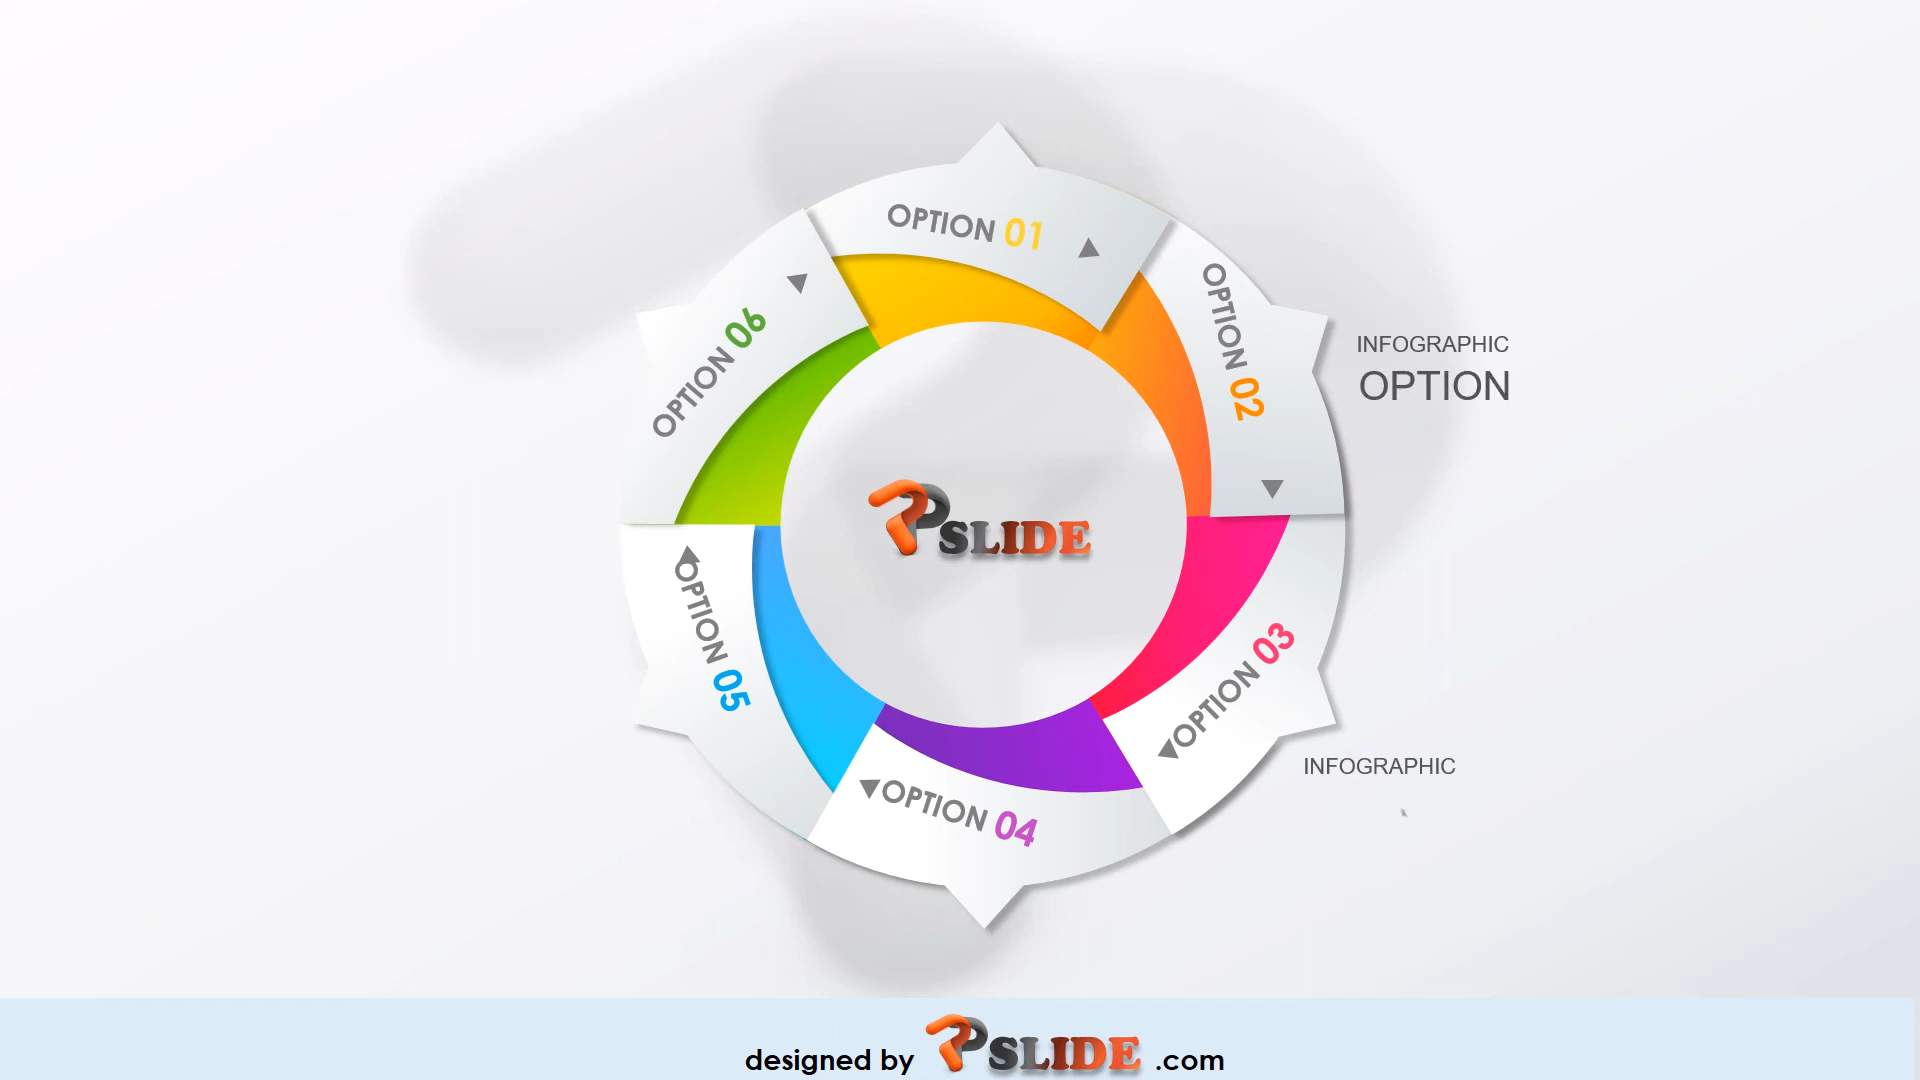 OPTION 01
OPTION 02
OPTION 03
OPTION 04
OPTION 05
OPTION 06
SLIDE
INFOGRAPHIC
OPTION
INFOGRAPHIC
designed by PSLIDE .com